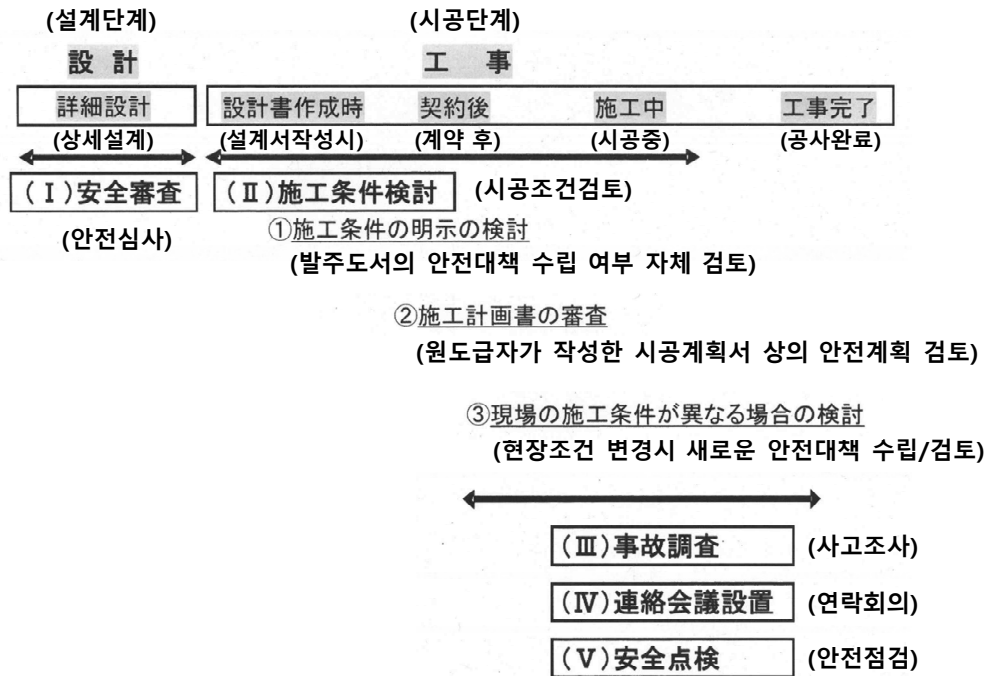 (설계단계) (시공단계)
設 計 工 事
詳細設計 設計書作成時 契約後 施工中 工事完了
(상세설계) (설계서작성시) (계약 후) (시공중) (공사완료)
(Ⅰ)安全審査 (Ⅱ)施工条件検討 (시공조건검토)
(안전심사)
①施工条件の明示の検討
(발주도서의 안전대책 수립 여부 자체 검토)
②施工計画書の審査
(원도급자가 작성한 시공계획서 상의 안전계획 검토)
③現場の施工条件が異なる場合の検討
(현장조건 변경시 새로운 안전대책 수립/검토)
(Ⅲ)事故調査 (사고조사)
(Ⅳ)連絡会議設置 (연락회의)
(Ⅴ)安全点検 (안전점검)